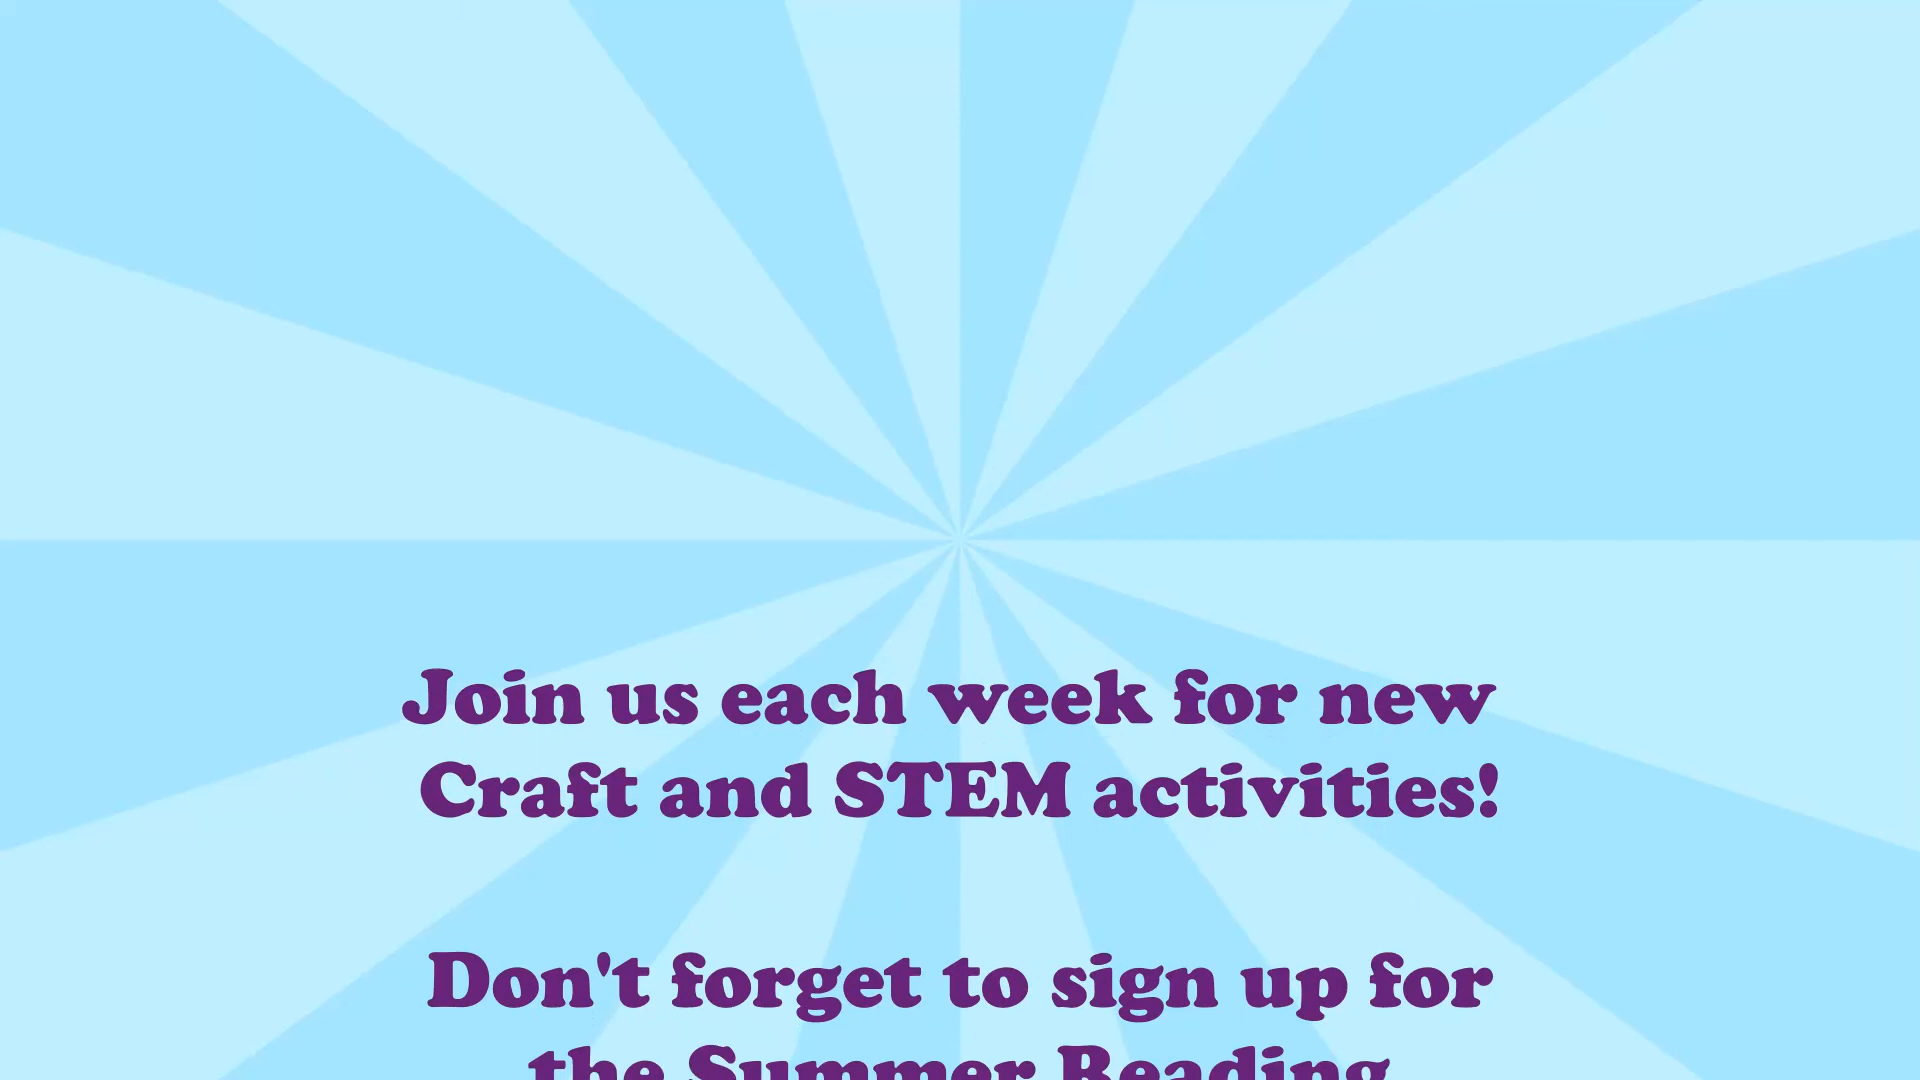 Join us each week for new
Craft and STEM activities!
Don't forget to sign up for
the Summer Reading